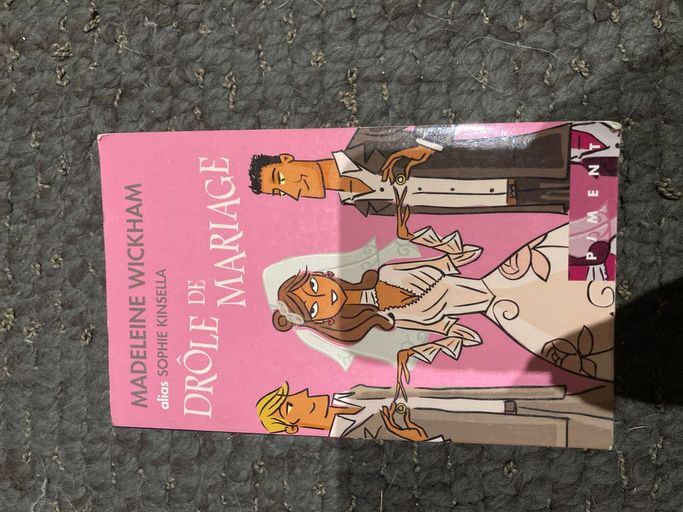 MADELEINE WICKHAM
alias SOPHIE KINSELLA
DRÔLE DE
MARIAGE
PIMENT